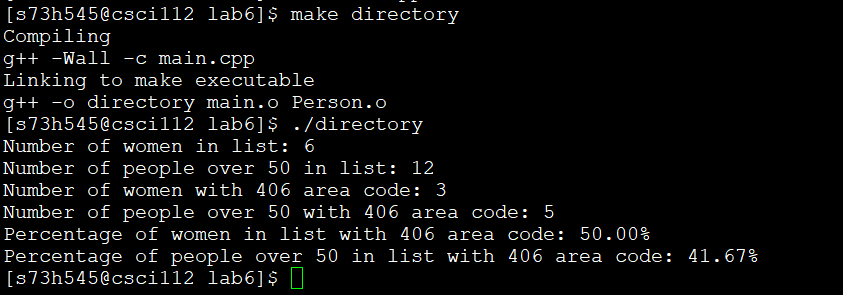 [s73h545@csci112 lab6]$ make directory
Compiling
g++ -Wall -c main.cpp
Linking to make executable
g++ -o directory main.o Person.o
[s73h545@csci112 lab6]$ ./directory
Number of women in list: 6
Number of people over 50 in list: 12
Number of women with 406 area code: 3
Number of people over 50 with 406 area code: 5
Percentage of women in list with 406 area code: 50.00%
Percentage of people over 50 in list with 406 area code: 41.67%
[s73h545@csci112 lab6]$